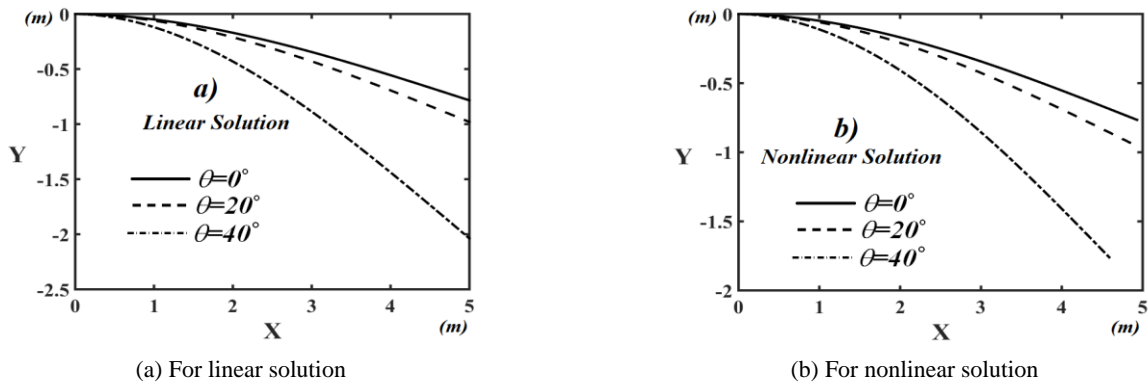 (m)
0
-0.5
-1
-1.5
-2
-2.5
Y
a)
Linear Solution
θ=0°
θ=20°
θ=40°
0 1 2 3 4 5
X
(m)
(a) For linear solution
(m)
0
-0.5
-1
-1.5
-2
Y
b)
Nonlinear Solution
θ=0°
θ=20°
θ=40°
0 1 2 3 4 5
X
(m)
(b) For nonlinear solution